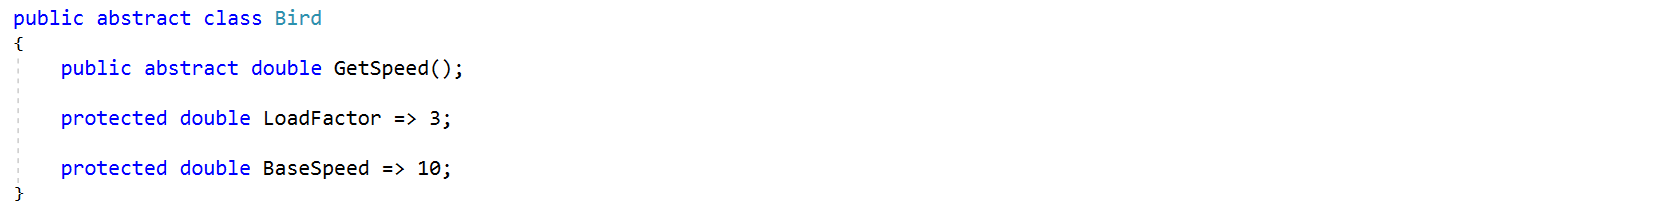 public abstract class Bird
{
    public abstract double GetSpeed();
    protected double LoadFactor => 3;
    protected double BaseSpeed => 10;
}